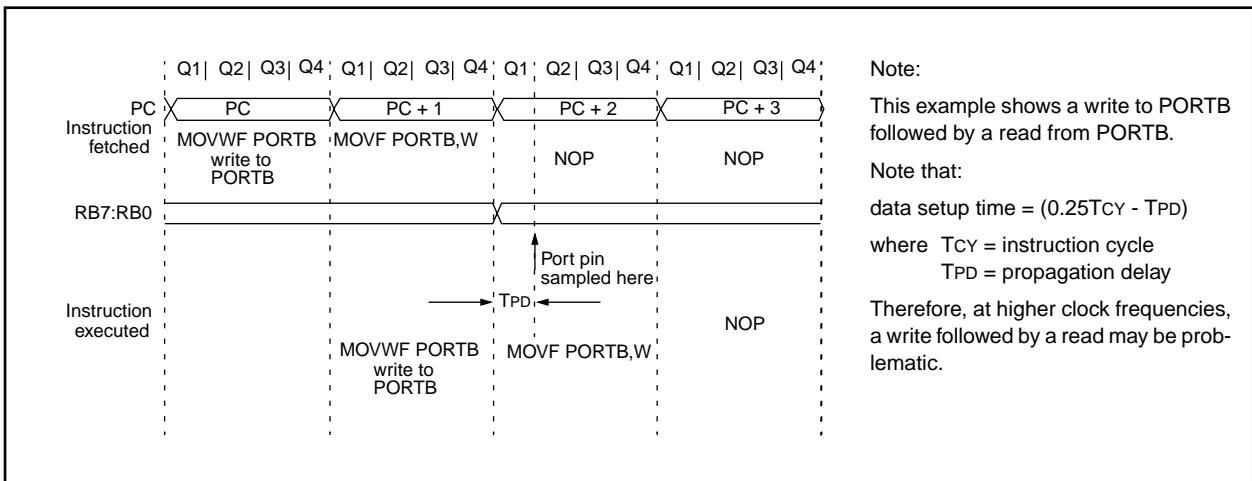 Q1| Q2| Q3| Q4 Q1| Q2| Q3| Q4 Q1 Q2| Q3| Q4 Q1| Q2| Q3| Q4
PC PC PC + 1 PC + 2 PC + 3
Instruction
fetched
MOVWF PORTB
write to
PORTB
MOVF PORTB,W
NOP
NOP
RB7:RB0
Port pin
sampled here
TPD
Instruction
executed
MOVWF PORTB
write to
PORTB
MOVF PORTB,W
NOP
Note:
This example shows a write to PORTB
followed by a read from PORTB.
Note that:
data setup time = (0.25TCY - TPD)
where TCY = instruction cycle
TPD = propagation delay
Therefore, at higher clock frequencies,
a write followed by a read may be prob-
lematic.